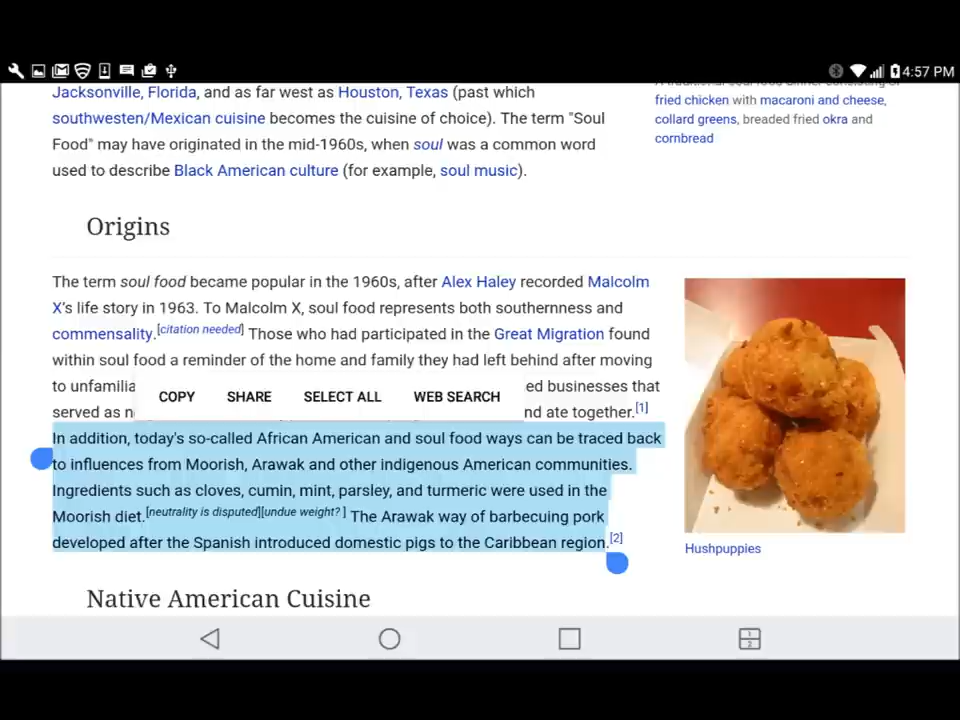 4:57 PM
Jacksonville, Florida, and as far west as Houston, Texas (past which
southwesten/Mexican cuisine becomes the cuisine of choice). The term "Soul
Food" may have originated in the mid-1960s, when soul was a common word
used to describe Black American culture (for example, soul music).
A traditional soul food dinner consisting of
fried chicken with macaroni and cheese,
collard greens, breaded fried okra and
cornbread
Origins
The term soul food became popular in the 1960s, after Alex Haley recorded Malcolm
X's life story in 1963. To Malcolm X, soul food represents both southernness and
commensality.[citation needed] Those who had participated in the Great Migration found
within soul food a reminder of the home and family they had left behind after moving
to unfamilia ed businesses that
COPY SHARE SELECT ALL WEB SEARCH
served as n nd ate together.[1]
In addition, today's so-called African American and soul food ways can be traced back
to influences from Moorish, Arawak and other indigenous American communities.
Ingredients such as cloves, cumin, mint, parsley, and turmeric were used in the
Moorish diet.[neutrality is disputed][undue weight? ] The Arawak way of barbecuing pork
developed after the Spanish introduced domestic pigs to the Caribbean region.[2]
Hushpuppies
Native American Cuisine
1
2